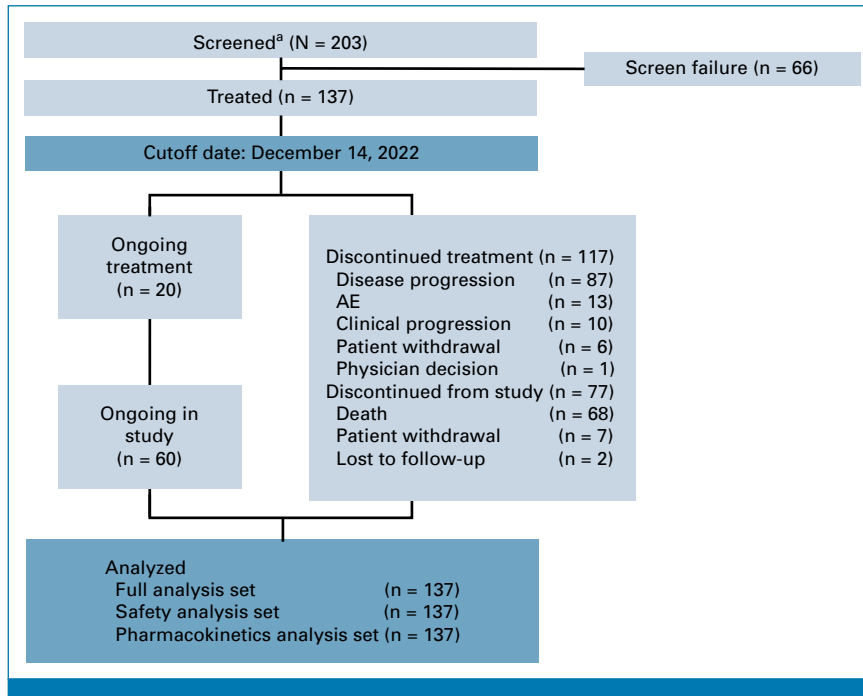 Screenedᵃ (N = 203)
Screen failure (n = 66)
Treated (n = 137)
Cutoff date: December 14, 2022
Ongoing
treatment
(n = 20)
Discontinued treatment (n = 117)
Disease progression (n = 87)
AE (n = 13)
Clinical progression (n = 10)
Patient withdrawal (n = 6)
Physician decision (n = 1)
Discontinued from study (n = 77)
Death (n = 68)
Patient withdrawal (n = 7)
Lost to follow-up (n = 2)
Ongoing in
study
(n = 60)
Analyzed
Full analysis set (n = 137)
Safety analysis set (n = 137)
Pharmacokinetics analysis set (n = 137)